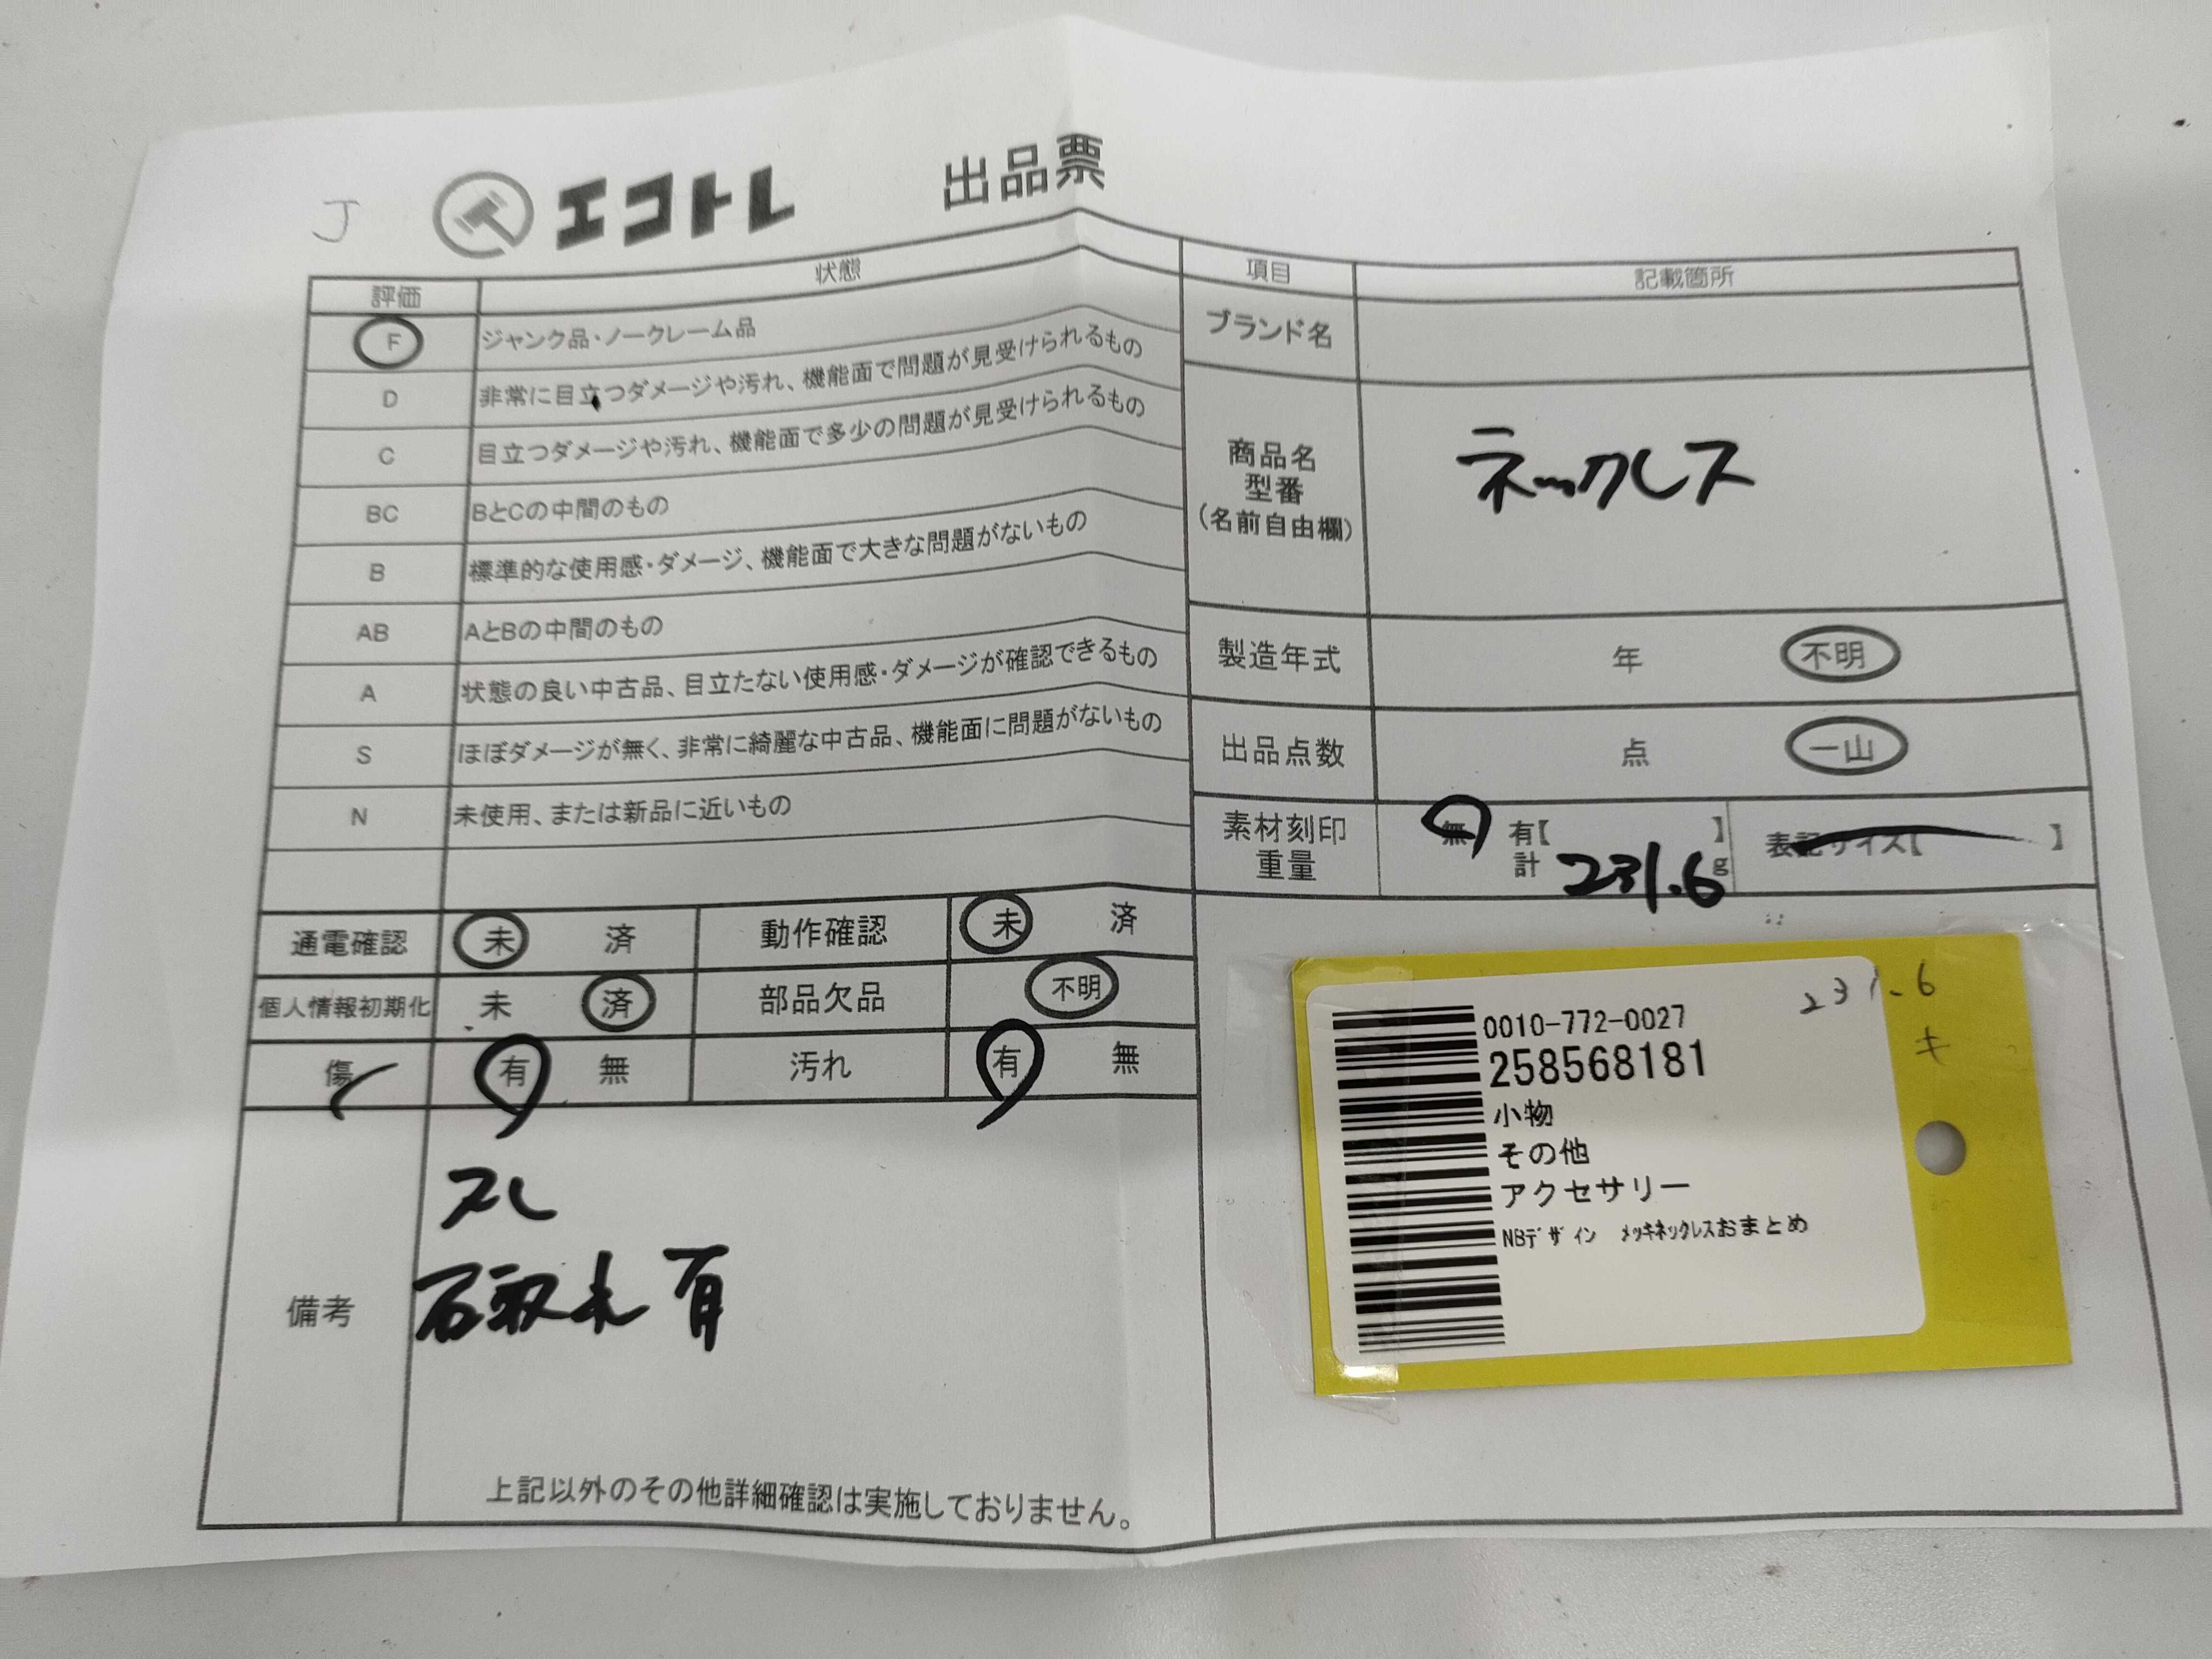 J
エコトレ 出品票
評価 状態
F ジャンク品・ノークレーム品
D 非常に目立つダメージや汚れ、機能面で問題が見受けられるもの
C 目立つダメージや汚れ、機能面で多少の問題が見受けられるもの
BC BとCの中間のもの
B 標準的な使用感・ダメージ、機能面で大きな問題がないもの
AB AとBの中間のもの
A 状態の良い中古品、目立たない使用感・ダメージが確認できるもの
S ほぼダメージが無く、非常に綺麗な中古品、機能面に問題がないもの
N 未使用、または新品に近いもの
通電確認 未 済 動作確認 未 済
個人情報初期化 未 済 部品欠品 不明
傷 有 無 汚れ 有 無
備考
スレ
石取れ 有
上記以外のその他詳細確認は実施しておりません。
項目 記載箇所
ブランド名
商品名
型番
(名前自由欄)
ネックレス
製造年式 年 不明
出品点数 点 一山
素材刻印 無 有【 】
重量 計 231.6 g
表記サイズ【 】
231.6
キ
0010-772-0027
258568181
小物
その他
アクセサリー
NBデザイン メッキネックレスおまとめ